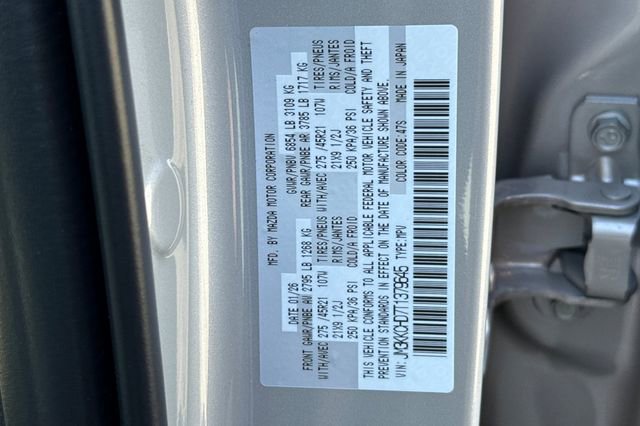 MFD. BY MAZDA MOTOR CORPORATION
DATE 01/26 GVWR/PNBV 6854 LB 3109 KG
FRONT GAWR/PNBE AV 2795 LB 1268 KG REAR GAWR/PNBE AR 3785 LB 1717 KG
WITH/AVEC 275 /45R21 107W TIRES/PNEUS WITH/AVEC 275 /45R21 107W TIRES/PNEUS
21X9 1/2J RIMS/JANTES 21X9 1/2J RIMS/JANTES
250 KPA/36 PSI COLD/A FROID 250 KPA/36 PSI COLD/A FROID
THIS VEHICLE CONFORMS TO ALL APPLICABLE FEDERAL MOTOR VEHICLE SAFETY AND THEFT
PREVENTION STANDARDS IN EFFECT ON THE DATE OF MANUFACTURE SHOWN ABOVE.
VIN: JM3KKCHD7T1379645 TYPE: MPV COLOR CODE: 47S MADE IN JAPAN
NS